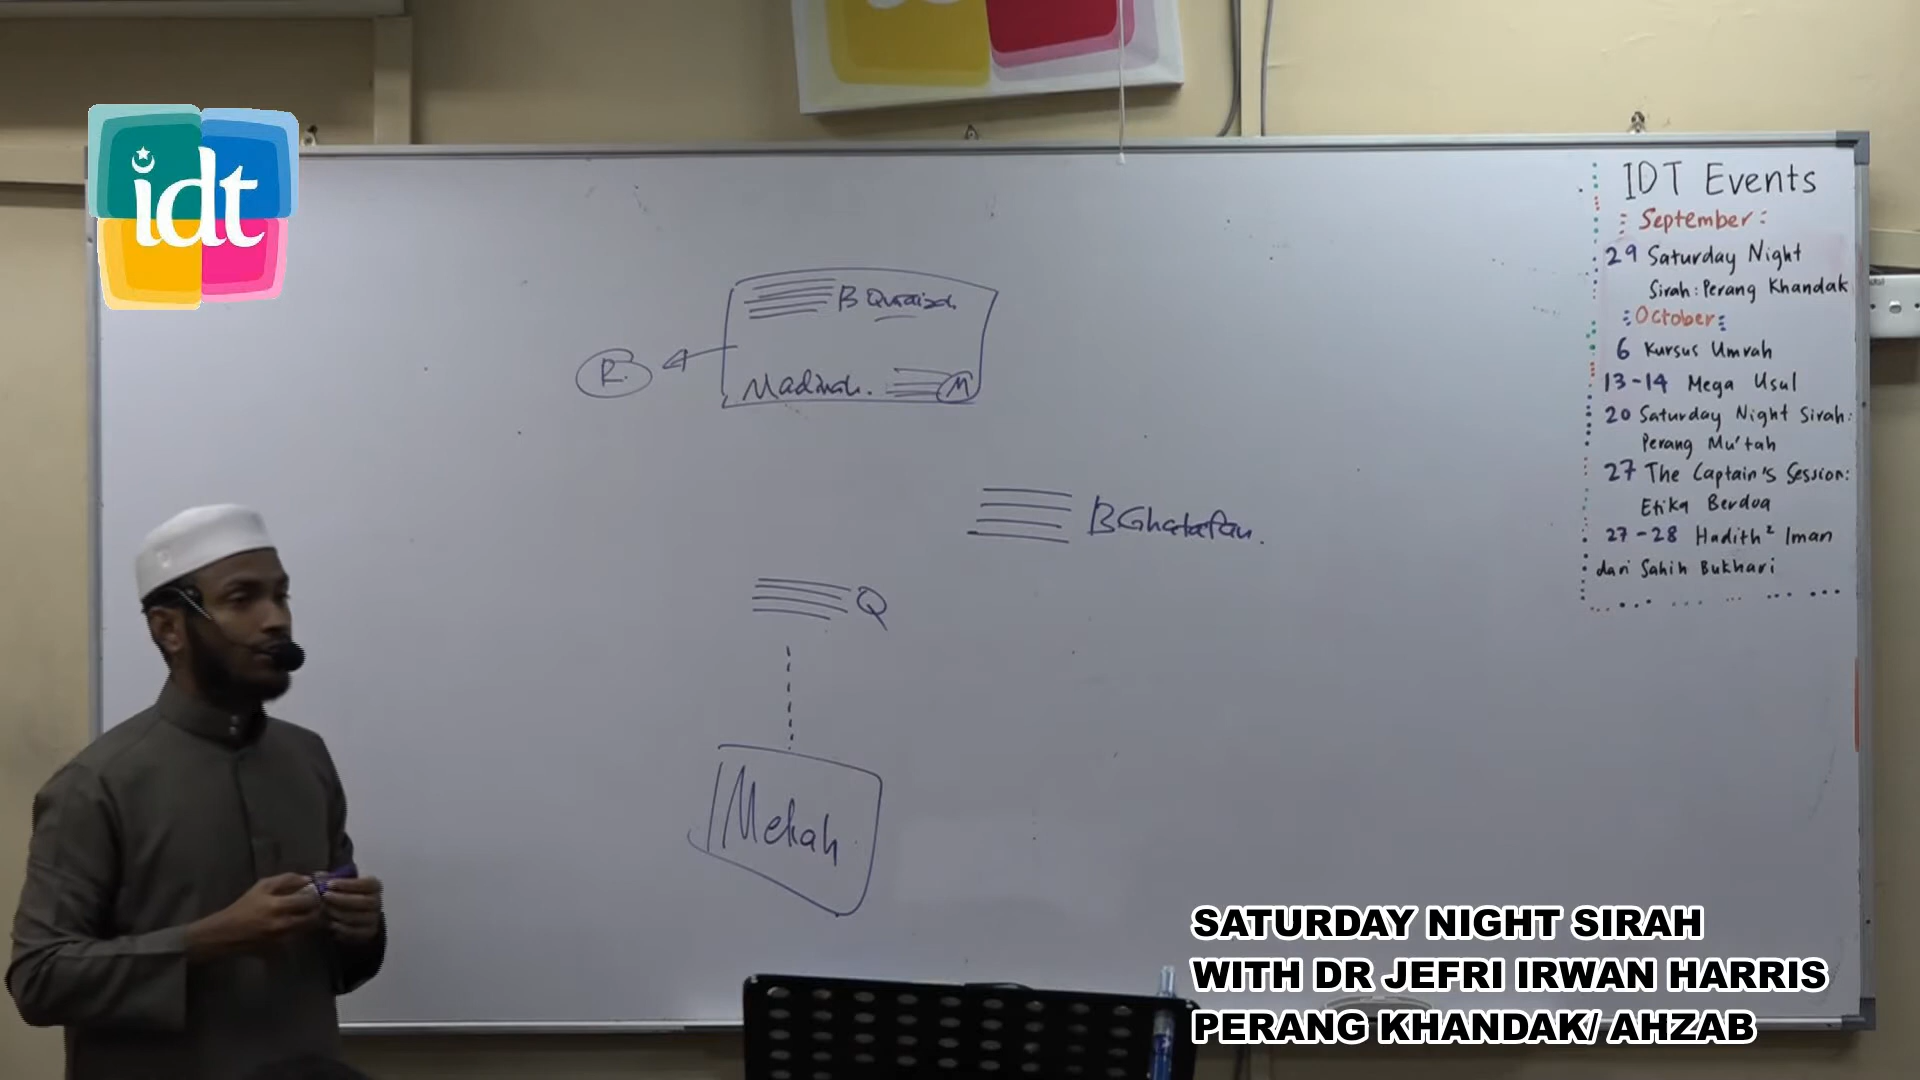 idt
IDT Events
September:
29 Saturday Night
Sirah: Perang Khandak
October:
6 Kursus Umrah
13-14 Mega Usul
20 Saturday Night Sirah:
Perang Mu'tah
27 The Captain's Session:
Etika Berdoa
27-28 Hadith² Iman
dari Sahih Bukhari
B Quraizah
R.
Madinah.
M
B Ghatafan.
Q
Mekah
SATURDAY NIGHT SIRAH
WITH DR JEFRI IRWAN HARRIS
PERANG KHANDAK/ AHZAB